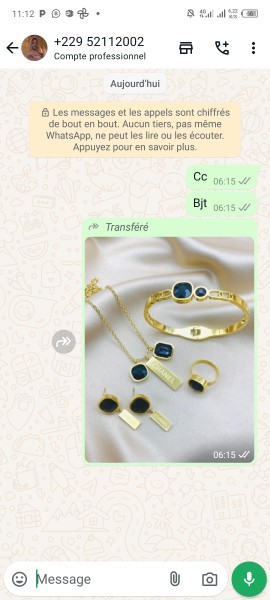 11:12 P
+229 52112002
Compte professionnel
Aujourd'hui
Les messages et les appels sont chiffrés
de bout en bout. Aucun tiers, pas même
WhatsApp, ne peut les lire ou les écouter.
Appuyez pour en savoir plus.
Cc 06:15
Bjt 06:15
Transféré
06:15
Message